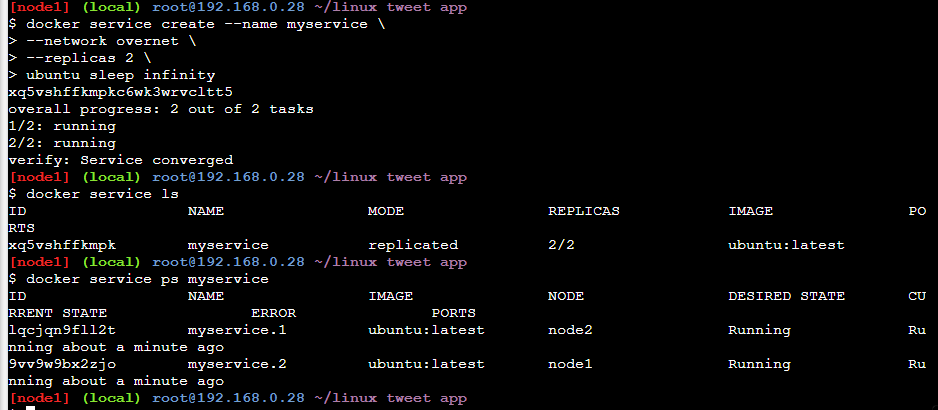 [node1] (local) root@192.168.0.28 ~/linux tweet app
$ docker service create --name myservice \
> --network overnet \
> --replicas 2 \
> ubuntu sleep infinity
xq5vshffkmpkc6wk3wrvcltt5
overall progress: 2 out of 2 tasks
1/2: running
2/2: running
verify: Service converged
[node1] (local) root@192.168.0.28 ~/linux tweet app
$ docker service ls
ID NAME MODE REPLICAS IMAGE PO
RTS
xq5vshffkmpk myservice replicated 2/2 ubuntu:latest
[node1] (local) root@192.168.0.28 ~/linux tweet app
$ docker service ps myservice
ID NAME IMAGE NODE DESIRED STATE CU
RRENT STATE ERROR PORTS
lqcjqn9fll2t myservice.1 ubuntu:latest node2 Running Ru
nning about a minute ago
9vv9w9bx2zjo myservice.2 ubuntu:latest node1 Running Ru
nning about a minute ago
[node1] (local) root@192.168.0.28 ~/linux tweet app